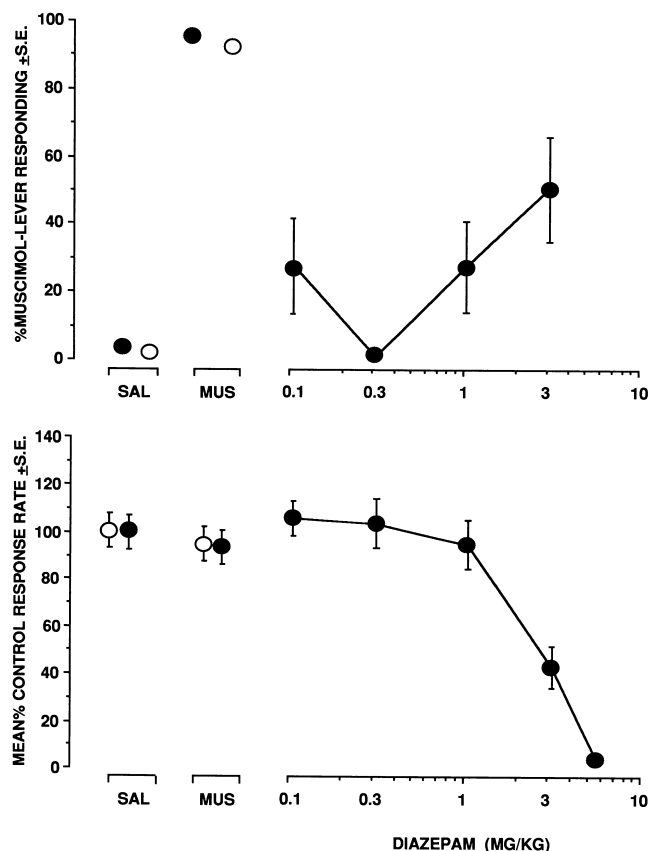 %MUSCIMOL-LEVER RESPONDING ±S.E.
100
80
60
40
20
0
SAL MUS 0.1 0.3 1 3 10
MEAN% CONTROL RESPONSE RATE ±S.E.
140
120
100
80
60
40
20
0
SAL MUS 0.1 0.3 1 3 10
DIAZEPAM (MG/KG)